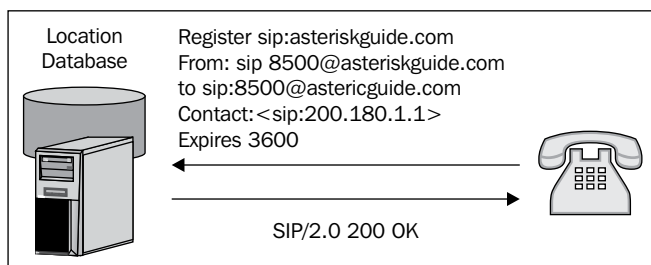 Location
Database
Register sip:asteriskguide.com
From: sip 8500@asteriskguide.com
to sip:8500@astericguide.com
Contact:<sip:200.180.1.1>
Expires 3600
SIP/2.0 200 OK